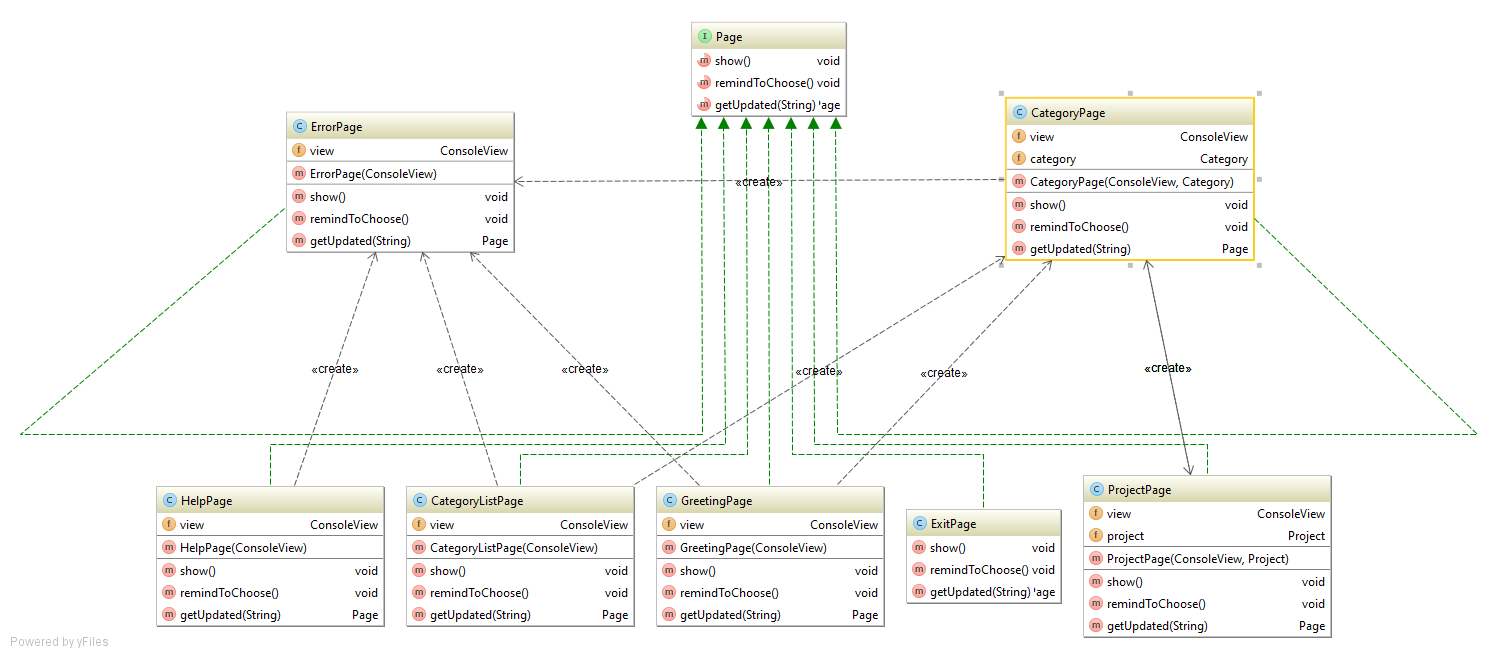 I Page
m show() void
m remindToChoose() void
m getUpdated(String) 'age
C ErrorPage
f view ConsoleView
m ErrorPage(ConsoleView)
m show() void
m remindToChoose() void
m getUpdated(String) Page
C CategoryPage
f view ConsoleView
f category Category
m CategoryPage(ConsoleView, Category)
m show() void
m remindToChoose() void
m getUpdated(String) Page
«create»
«create»
«create»
«create»
«create»
«create»
«create»
C HelpPage
f view ConsoleView
m HelpPage(ConsoleView)
m show() void
m remindToChoose() void
m getUpdated(String) Page
C CategoryListPage
f view ConsoleView
m CategoryListPage(ConsoleView)
m show() void
m remindToChoose() void
m getUpdated(String) Page
C GreetingPage
f view ConsoleView
m GreetingPage(ConsoleView)
m show() void
m remindToChoose() void
m getUpdated(String) Page
C ExitPage
m show() void
m remindToChoose() void
m getUpdated(String) 'age
C ProjectPage
f view ConsoleView
f project Project
m ProjectPage(ConsoleView, Project)
m show() void
m remindToChoose() void
m getUpdated(String) Page
Powered by yFiles